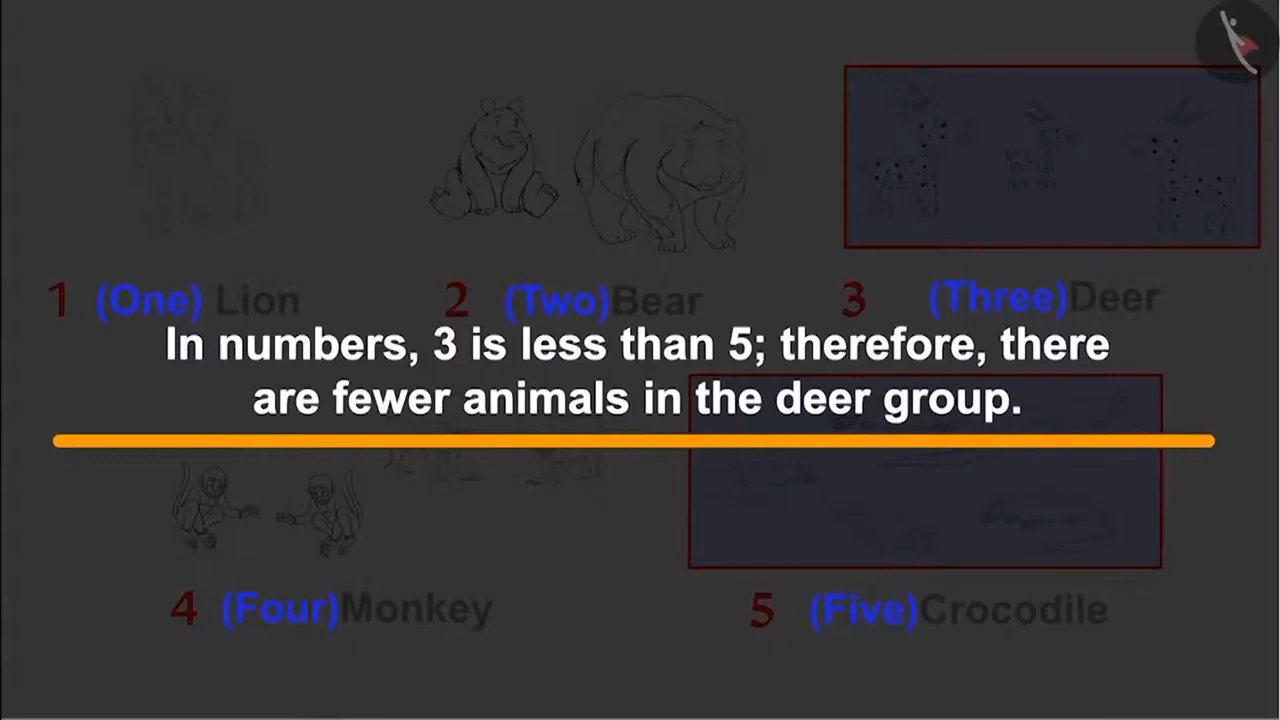 1 (One) Lion
2 (Two)Bear
3 (Three)Deer
In numbers, 3 is less than 5; therefore, there
are fewer animals in the deer group.
4 (Four)Monkey
5 (Five)Crocodile